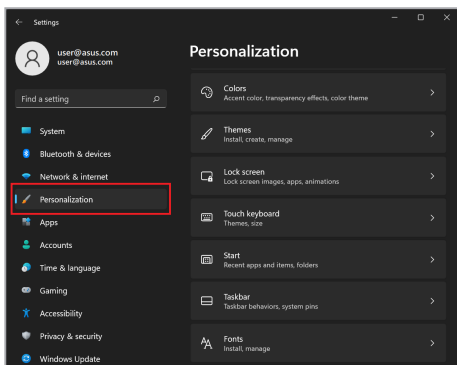 Settings
user@asus.com
user@asus.com
Find a setting
System
Bluetooth & devices
Network & internet
Personalization
Apps
Accounts
Time & language
Gaming
Accessibility
Privacy & security
Windows Update
Personalization
Colors
Accent color, transparency effects, color theme
Themes
Install, create, manage
Lock screen
Lock screen images, apps, animations
Touch keyboard
Themes, size
Start
Recent apps and items, folders
Taskbar
Taskbar behaviors, system pins
Fonts
Install, manage